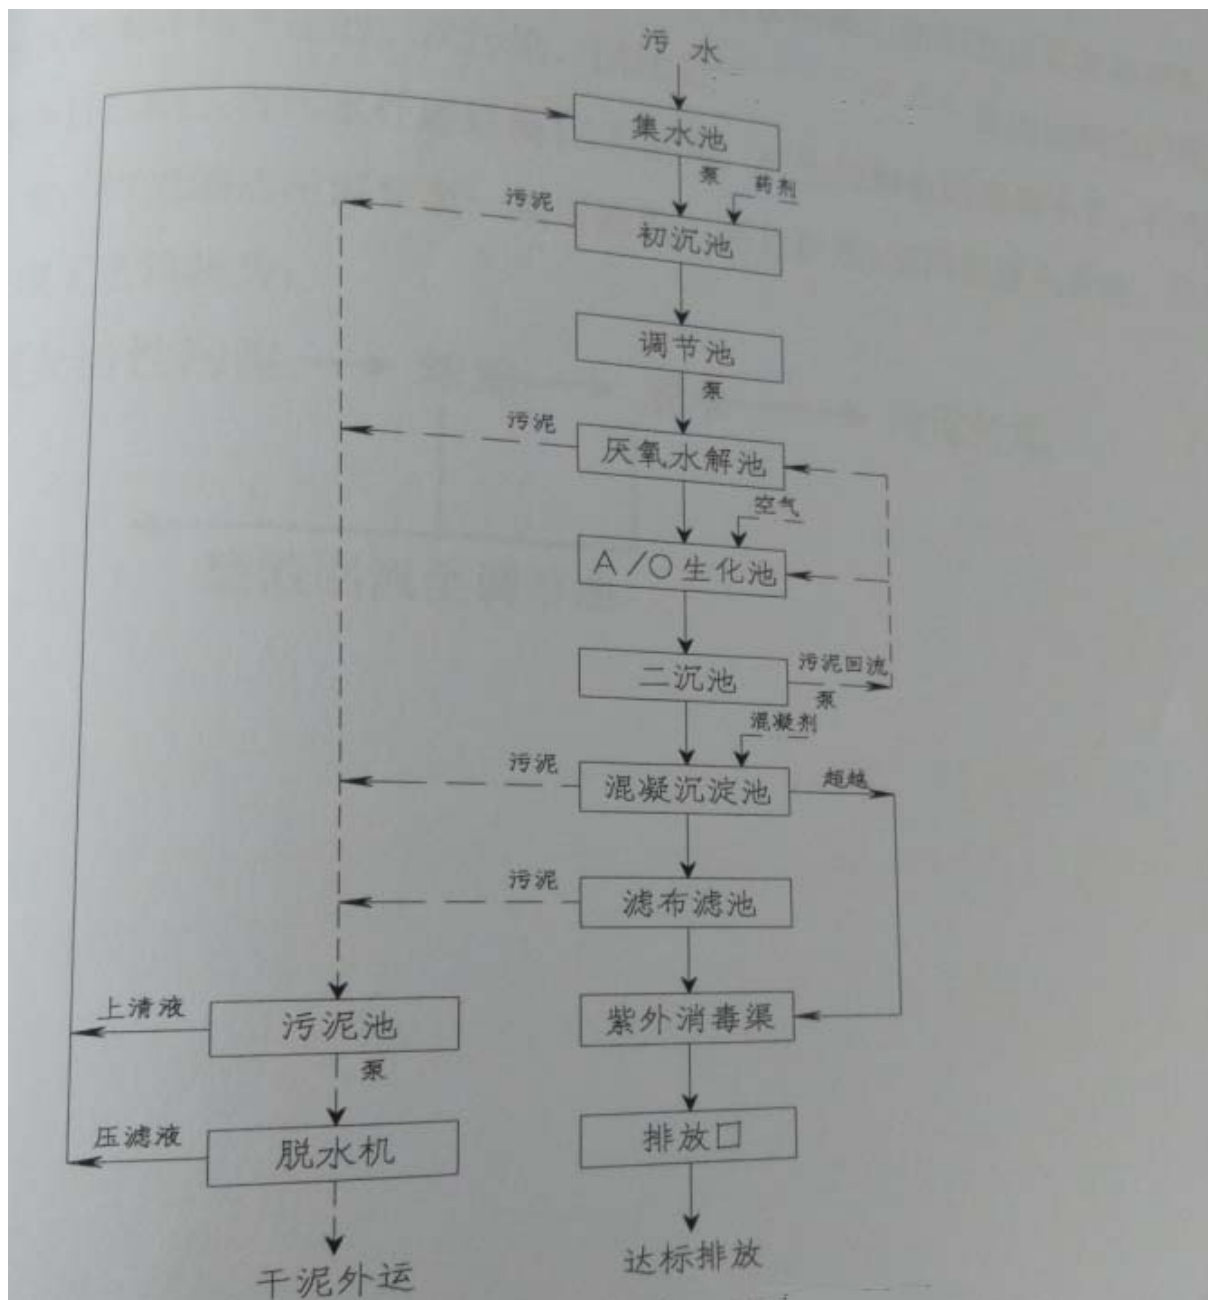 污 水
集水池
泵
药剂
污泥
初沉池
调节池
泵
污泥
厌氧水解池
空气
A/O生化池
二沉池
污泥回流
泵
混凝剂
污泥
混凝沉淀池
超越
污泥
滤布滤池
上清液
污泥池
紫外消毒渠
泵
压滤液
脱水机
排放口
干泥外运
达标排放